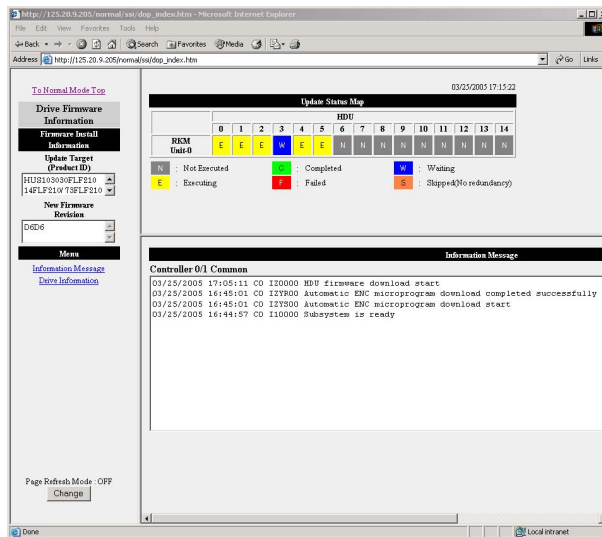 http://125.20.9.205/normal/ssi/dop_index.htm - Microsoft Internet Explorer
File Edit View Favorites Tools Help
Back Search Favorites Media
Address http://125.20.9.205/normal/ssi/dop_index.htm Go Links
To Normal Mode Top
Drive Firmware
Information
Firmware Install
Information
Update Target
(Product ID)
HUS103030FLF210
14FLF210/73FLF210
New Firmware
Revision
D6D6
Menu
Information Message
Drive Information
Page Refresh Mode : OFF
Change
03/25/2005 17:15:22
Update Status Map
HDU
0 1 2 3 4 5 6 7 8 9 10 11 12 13 14
RKM
Unit-0
E E E W E E N N N N N N N N N
N : Not Executed C : Completed W : Waiting
E : Executing F : Failed S : Skipped(No redundancy)
Information Message
Controller 0/1 Common
03/25/2005 17:05:11 C0 IZ0000 HDU firmware download start
03/25/2005 16:45:01 C0 IZYR00 Automatic ENC microprogram download completed successfully
03/25/2005 16:45:01 C0 IZYS00 Automatic ENC microprogram download start
03/25/2005 16:44:57 C0 I10000 Subsystem is ready
Done Local intranet